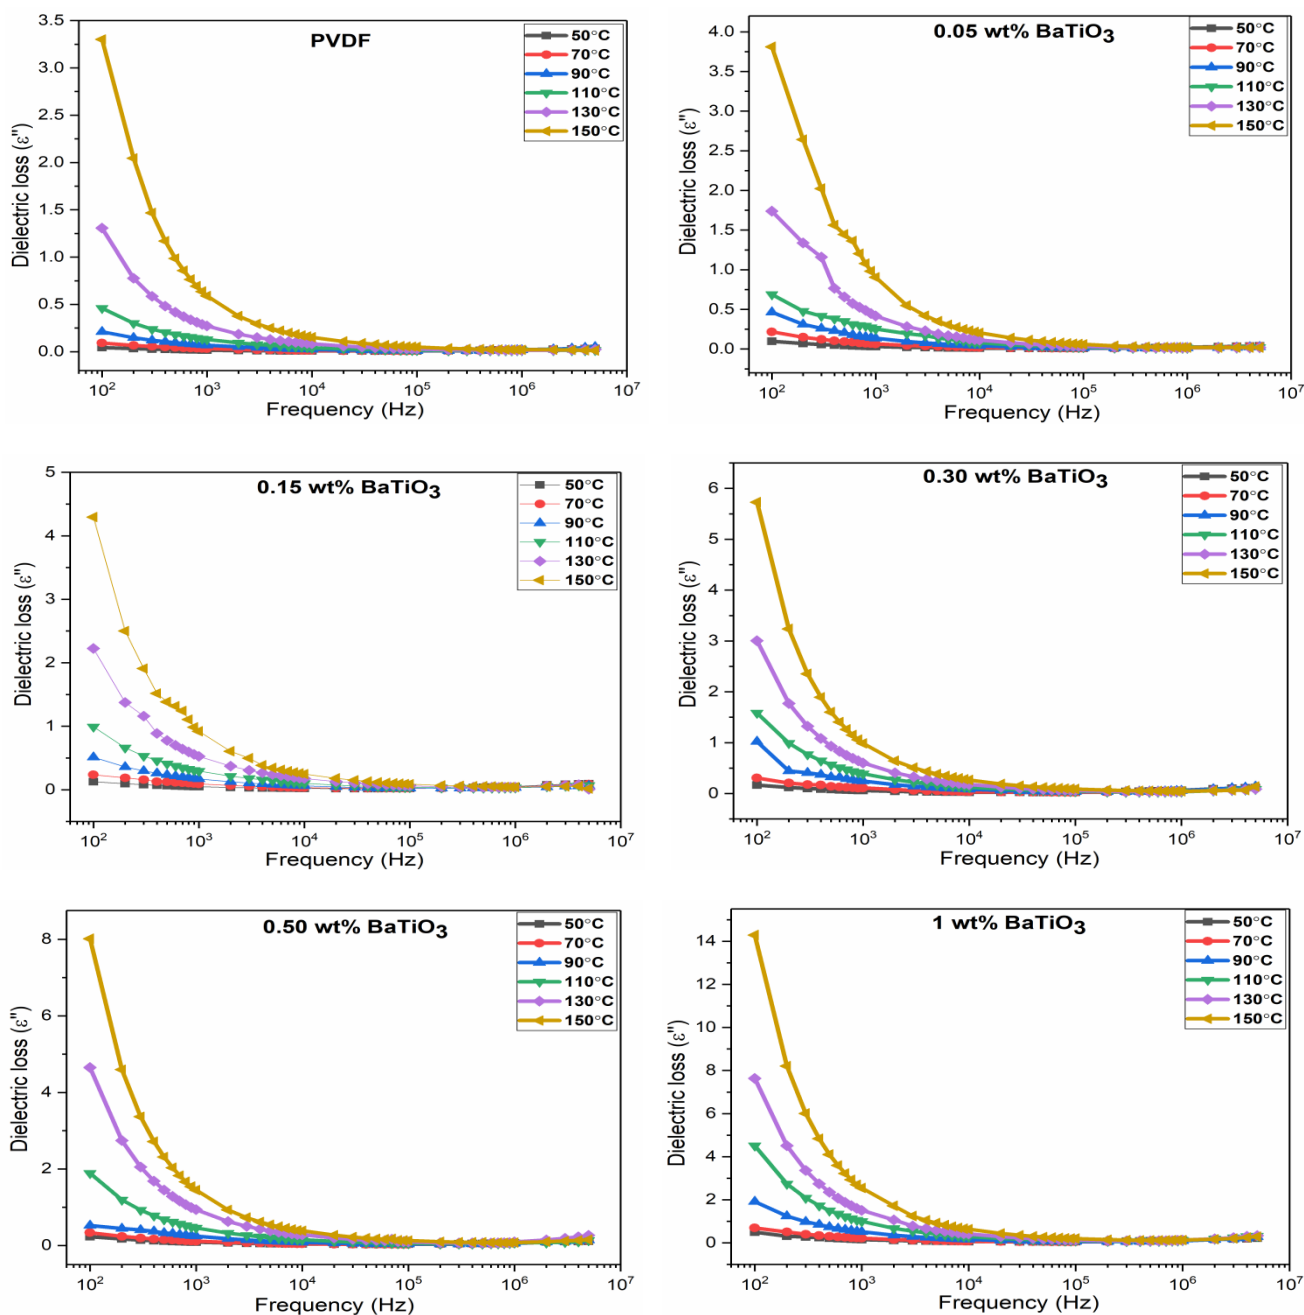 PVDF
50°C
70°C
90°C
110°C
130°C
150°C
3.5
3.0
2.5
2.0
1.5
1.0
0.5
0.0
Dielectric loss (ε")
10² 10³ 10⁴ 10⁵ 10⁶ 10⁷
Frequency (Hz)
0.05 wt% BaTiO₃
50°C
70°C
90°C
110°C
130°C
150°C
4.0
3.5
3.0
2.5
2.0
1.5
1.0
0.5
0.0
Dielectric loss (ε")
10² 10³ 10⁴ 10⁵ 10⁶ 10⁷
Frequency (Hz)
0.15 wt% BaTiO₃
50°C
70°C
90°C
110°C
130°C
150°C
5
4
3
2
1
0
Dielectric loss (ε")
10² 10³ 10⁴ 10⁵ 10⁶ 10⁷
Frequency (Hz)
0.30 wt% BaTiO₃
50°C
70°C
90°C
110°C
130°C
150°C
6
5
4
3
2
1
0
Dielectric loss (ε")
10² 10³ 10⁴ 10⁵ 10⁶ 10⁷
Frequency (Hz)
0.50 wt% BaTiO₃
50°C
70°C
90°C
110°C
130°C
150°C
8
6
4
2
0
Dielectric loss (ε")
10² 10³ 10⁴ 10⁵ 10⁶ 10⁷
Frequency (Hz)
1 wt% BaTiO₃
50°C
70°C
90°C
110°C
130°C
150°C
14
12
10
8
6
4
2
0
Dielectric loss (ε")
10² 10³ 10⁴ 10⁵ 10⁶ 10⁷
Frequency (Hz)